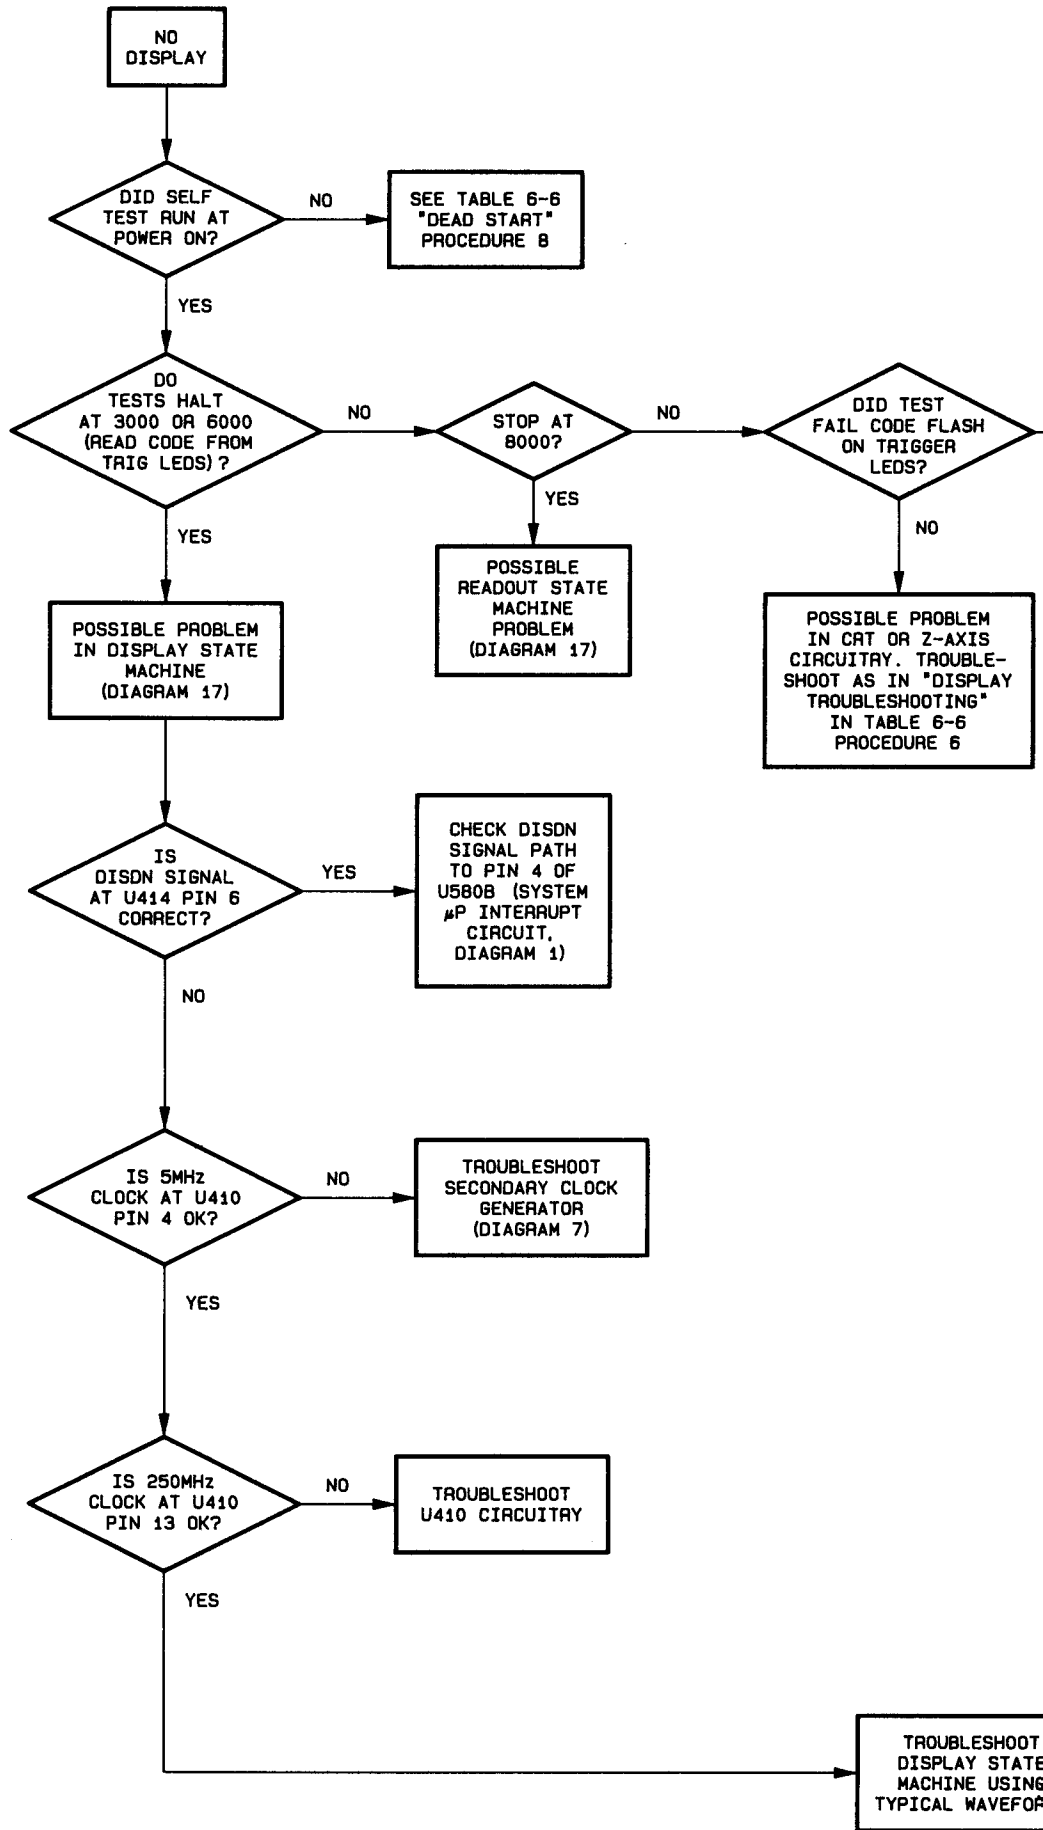 NO
DISPLAY
DID SELF
TEST RUN AT
POWER ON?
NO
SEE TABLE 6-6
"DEAD START"
PROCEDURE 8
YES
DO
TESTS HALT
AT 3000 OR 6000
(READ CODE FROM
TRIG LEDS)?
NO
STOP AT
8000?
NO
DID TEST
FAIL CODE FLASH
ON TRIGGER
LEDS?
YES
YES
NO
POSSIBLE PROBLEM
IN DISPLAY STATE
MACHINE
(DIAGRAM 17)
POSSIBLE
READOUT STATE
MACHINE
PROBLEM
(DIAGRAM 17)
POSSIBLE PROBLEM
IN CRT OR Z-AXIS
CIRCUITRY. TROUBLE-
SHOOT AS IN "DISPLAY
TROUBLESHOOTING"
IN TABLE 6-6
PROCEDURE 6
IS
DISDN SIGNAL
AT U414 PIN 6
CORRECT?
YES
CHECK DISDN
SIGNAL PATH
TO PIN 4 OF
U580B (SYSTEM
µP INTERRUPT
CIRCUIT,
DIAGRAM 1)
NO
IS 5MHz
CLOCK AT U410
PIN 4 OK?
NO
TROUBLESHOOT
SECONDARY CLOCK
GENERATOR
(DIAGRAM 7)
YES
IS 250MHz
CLOCK AT U410
PIN 13 OK?
NO
TROUBLESHOOT
U410 CIRCUITRY
YES
TROUBLESHOOT
DISPLAY STATE
MACHINE USING
TYPICAL